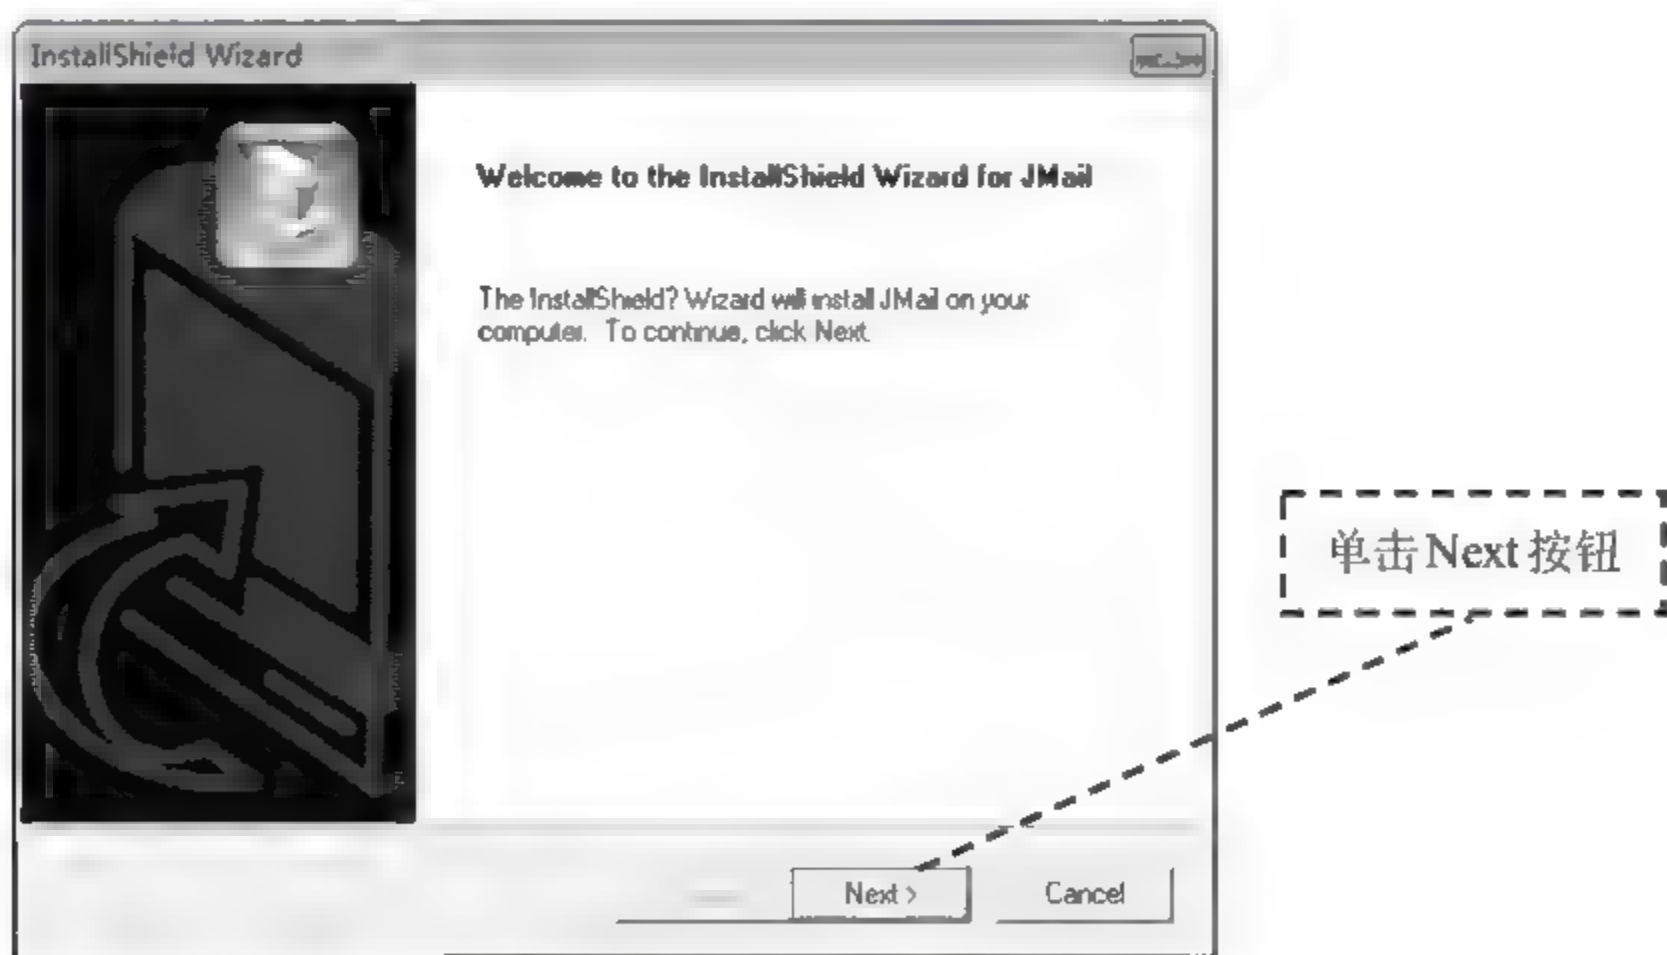 InstallShield Wizard
Welcome to the InstallShield Wizard for JMail
The InstallShield? Wizard will install JMail on your
computer. To continue, click Next.
单击Next按钮
Next >
Cancel